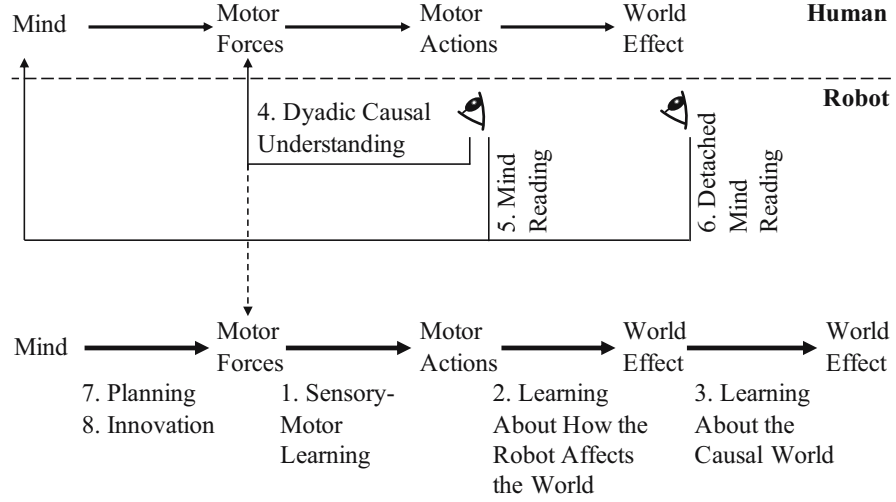 Mind
Motor
Forces
Motor
Actions
World
Effect
Human
Robot
4. Dyadic Causal
Understanding
5. Mind
Reading
6. Detached
Mind
Reading
Mind
Motor
Forces
Motor
Actions
World
Effect
World
Effect
7. Planning
8. Innovation
1. Sensory-
Motor
Learning
2. Learning
About How the
Robot Affects
the World
3. Learning
About the
Causal World